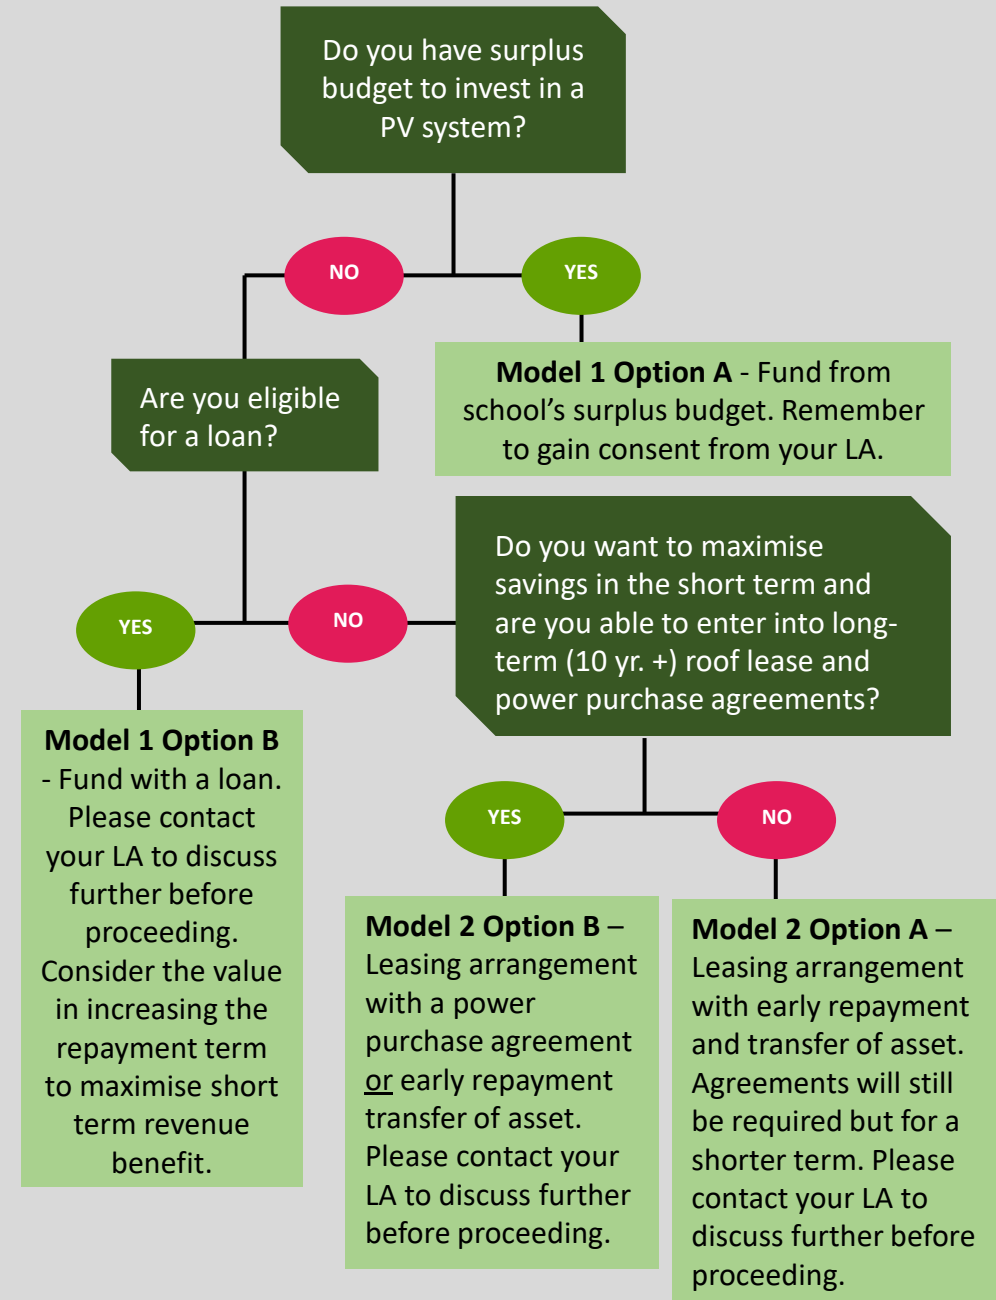 Do you have surplus
budget to invest in a
PV system?
NO
YES
Model 1 Option A - Fund from
school's surplus budget. Remember
to gain consent from your LA.
Are you eligible
for a loan?
Do you want to maximise
savings in the short term and
are you able to enter into long-
term (10 yr. +) roof lease and
power purchase agreements?
YES
NO
Model 1 Option B
- Fund with a loan.
Please contact
your LA to discuss
further before
proceeding.
Consider the value
in increasing the
repayment term
to maximise short
term revenue
benefit.
YES
NO
Model 2 Option B –
Leasing arrangement
with a power
purchase agreement
or early repayment
transfer of asset.
Please contact your
LA to discuss further
before proceeding.
Model 2 Option A –
Leasing arrangement
with early repayment
and transfer of asset.
Agreements will still
be required but for a
shorter term. Please
contact your LA to
discuss further before
proceeding.